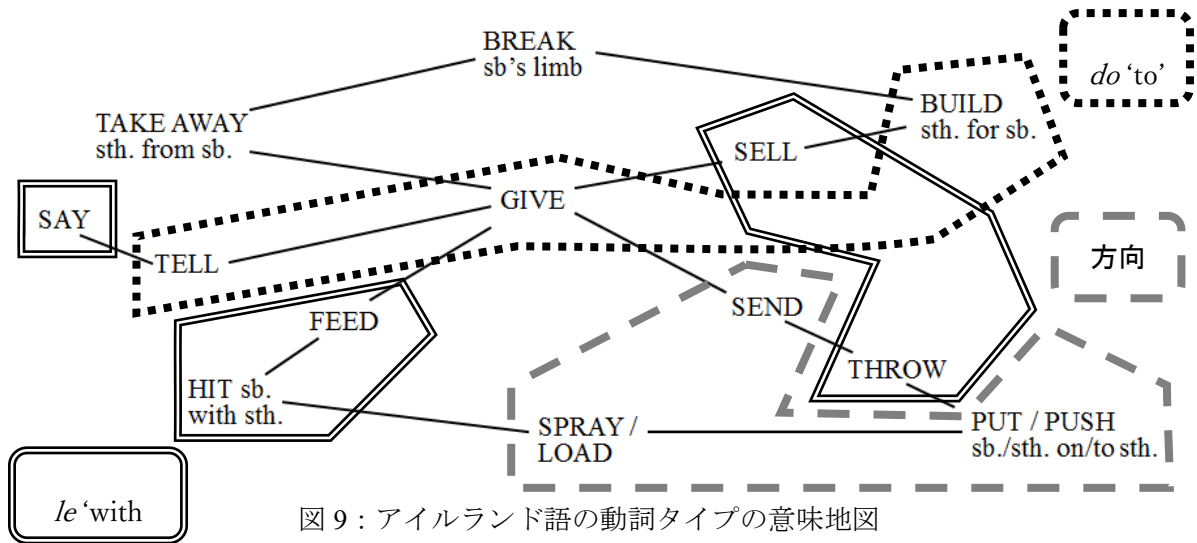 BREAK
sb's limb
do 'to'
BUILD
sth. for sb.
TAKE AWAY
sth. from sb.
SELL
GIVE
SAY
TELL
方向
SEND
FEED
THROW
HIT sb.
with sth.
SPRAY /
LOAD
PUT / PUSH
sb./sth. on/to sth.
le 'with
図 9：アイルランド語の動詞タイプの意味地図